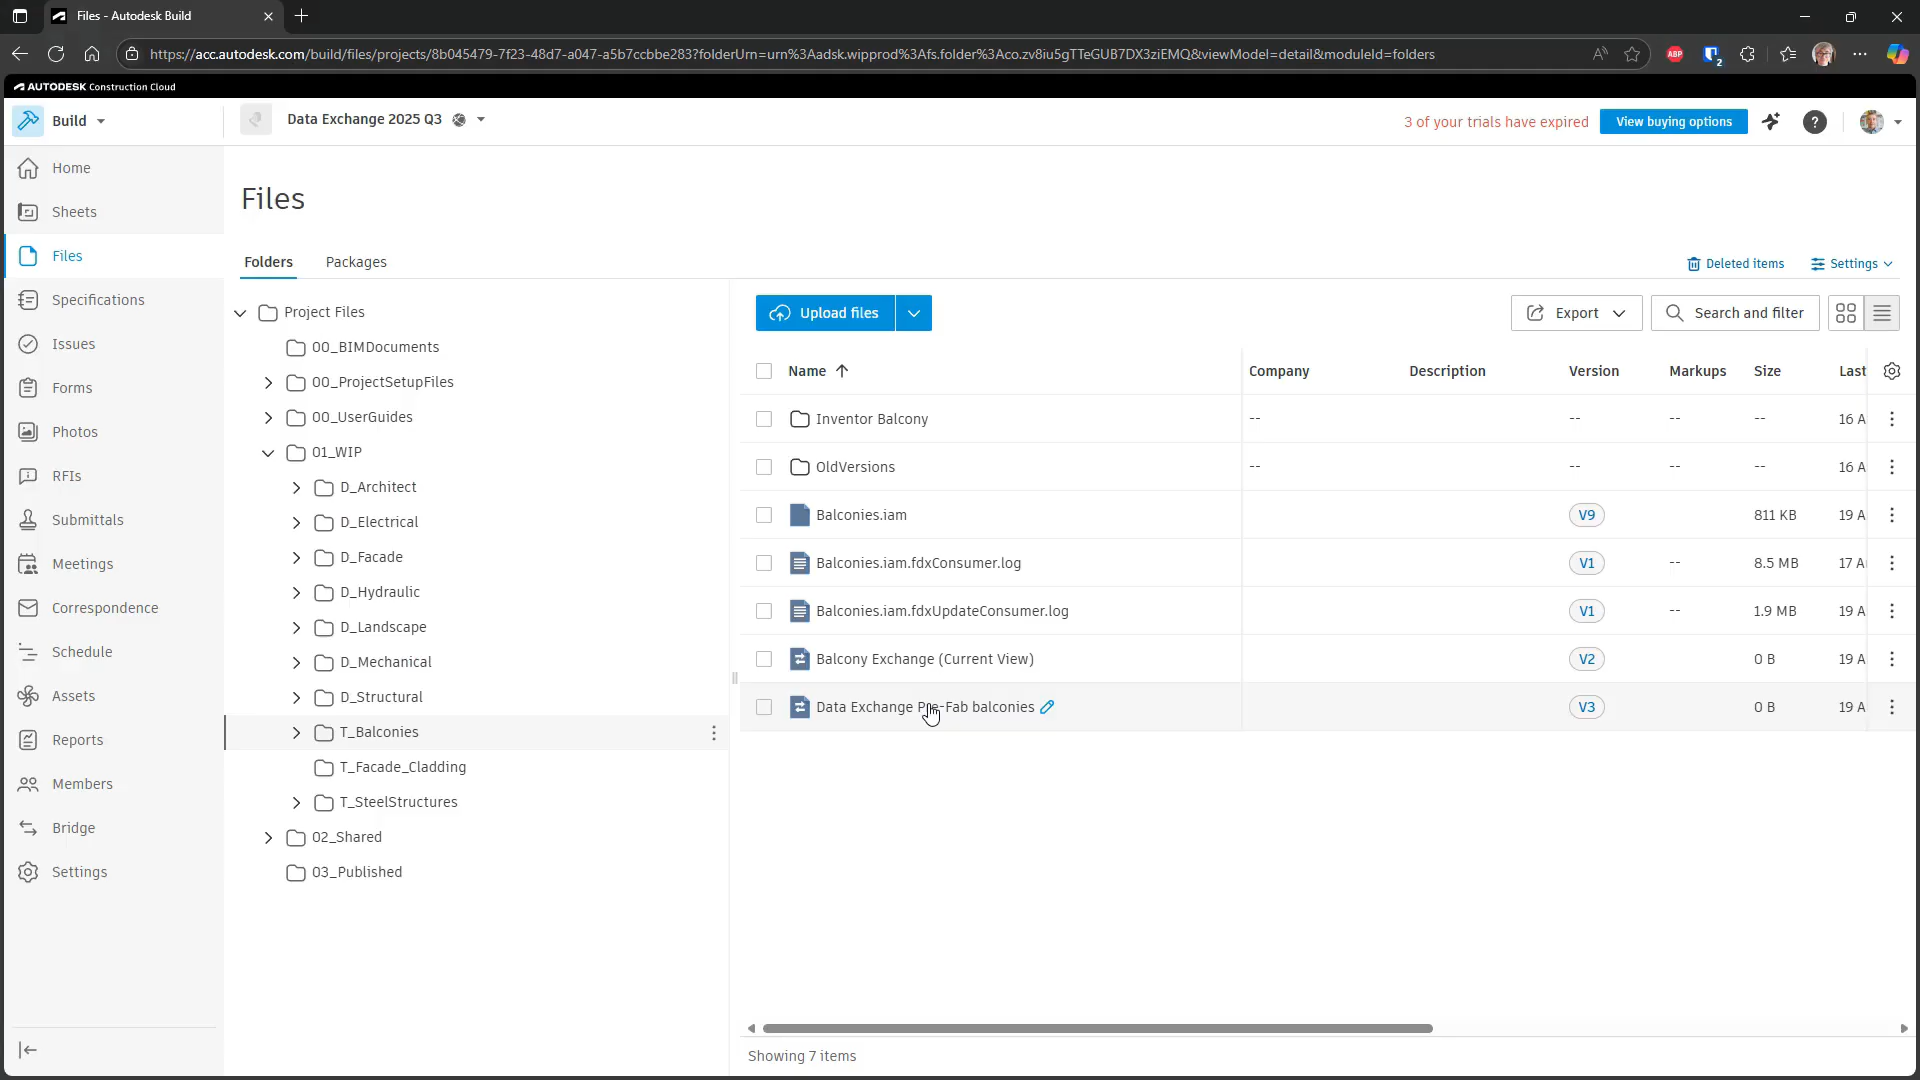 Files - Autodesk Build
https://acc.autodesk.com/build/files/projects/8b045479-7f23-48d7-a047-a5b7ccbbe283?folderUrn=urn%3Aadsk.wipprod%3Afs.folder%3Aco.zv8iu5gTTeGUB7DX3ziEMQ&viewModel=detail&moduleId=folders
ABP
2
AUTODESK Construction Cloud
Build
Data Exchange 2025 Q3
3 of your trials have expired
View buying options
Home
Sheets
Files
Specifications
Issues
Forms
Photos
RFIs
Submittals
Meetings
Correspondence
Schedule
Assets
Reports
Members
Bridge
Settings
Files
Folders
Packages
Deleted items
Settings
Project Files
00_BIMDocuments
00_ProjectSetupFiles
00_UserGuides
01_WIP
D_Architect
D_Electrical
D_Facade
D_Hydraulic
D_Landscape
D_Mechanical
D_Structural
T_Balconies
T_Facade_Cladding
T_SteelStructures
02_Shared
03_Published
Upload files
Export
Search and filter
Name Company Description Version Markups Size Last
Inventor Balcony -- -- -- -- 16 A
OldVersions -- -- -- -- 16 A
Balconies.iam V9 811 KB 19 A
Balconies.iam.fdxConsumer.log V1 -- 8.5 MB 17 A
Balconies.iam.fdxUpdateConsumer.log V1 -- 1.9 MB 19 A
Balcony Exchange (Current View) V2 0 B 19 A
Data Exchange Pre-Fab balconies V3 0 B 19 A
Showing 7 items